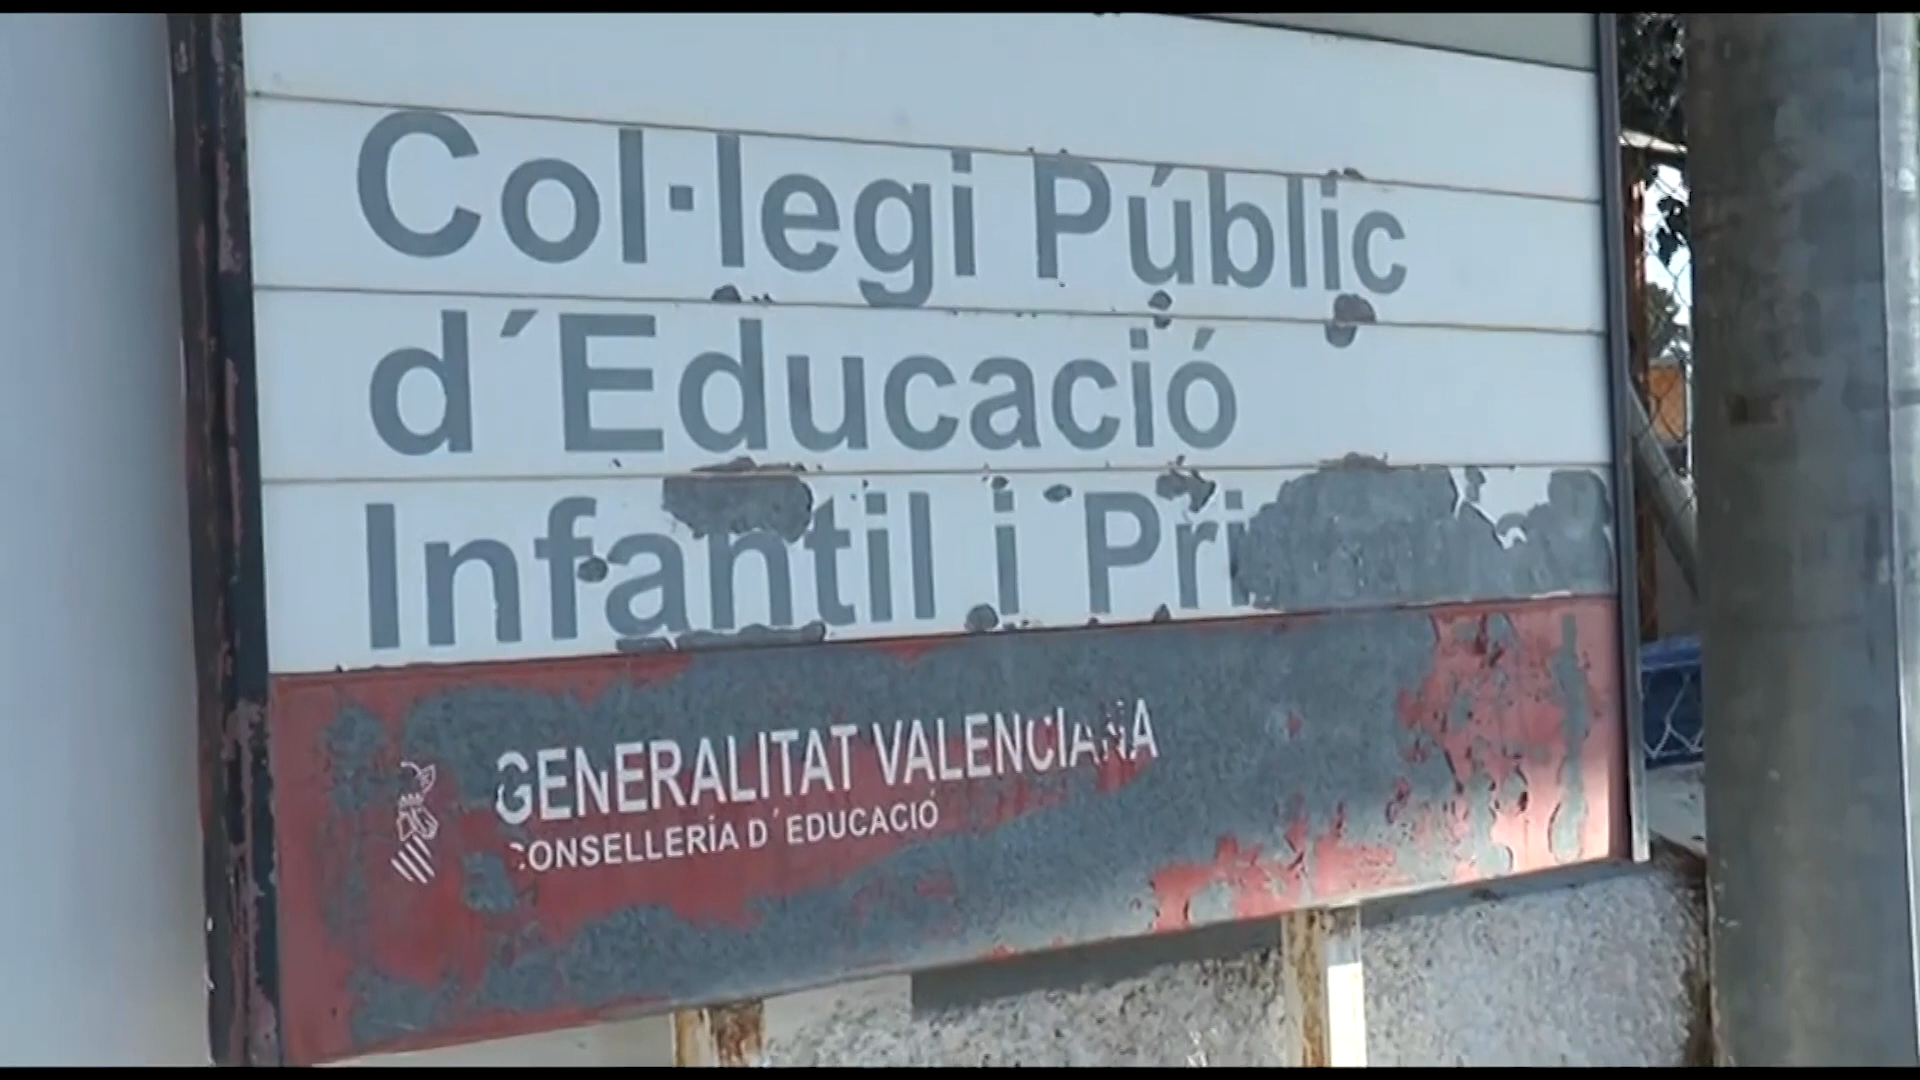 Col·legi Públic
d´Educació
Infantil i
GENERALITAT VALENCIANA
CONSELLERÍA D´EDUCACIÓ